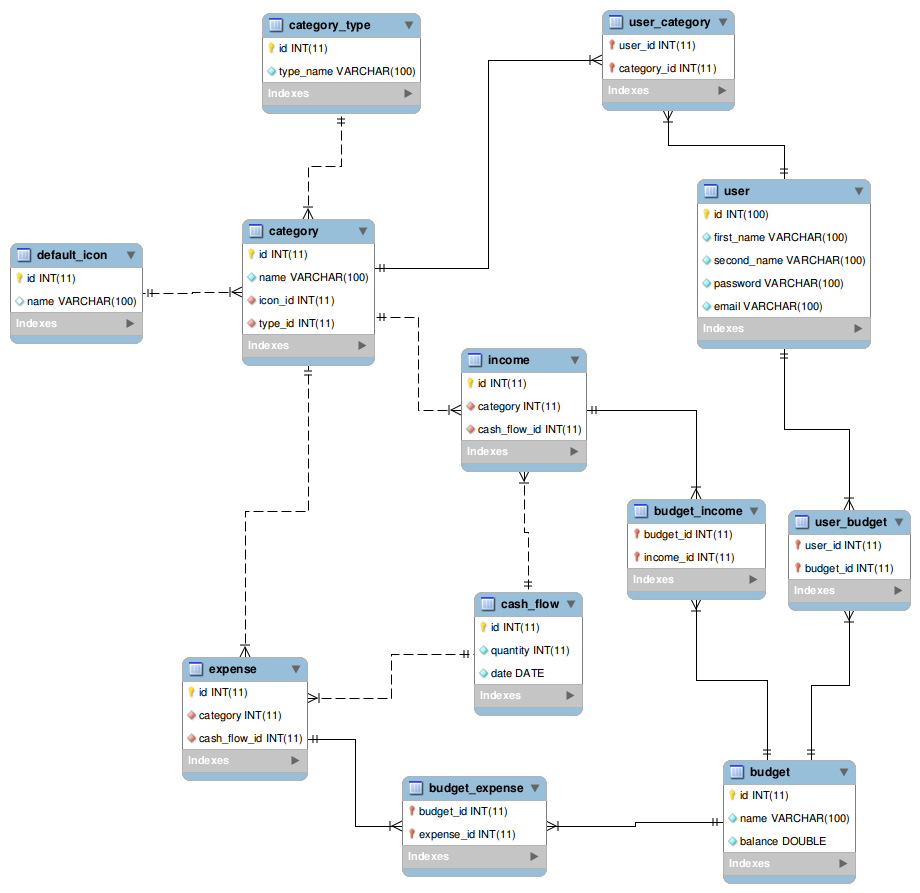 category_type
id INT(11)
type_name VARCHAR(100)
Indexes
user_category
user_id INT(11)
category_id INT(11)
Indexes
user
id INT(100)
first_name VARCHAR(100)
second_name VARCHAR(100)
password VARCHAR(100)
email VARCHAR(100)
Indexes
category
id INT(11)
name VARCHAR(100)
icon_id INT(11)
type_id INT(11)
Indexes
default_icon
id INT(11)
name VARCHAR(100)
Indexes
income
id INT(11)
category INT(11)
cash_flow_id INT(11)
Indexes
budget_income
budget_id INT(11)
income_id INT(11)
Indexes
user_budget
user_id INT(11)
budget_id INT(11)
Indexes
cash_flow
id INT(11)
quantity INT(11)
date DATE
Indexes
expense
id INT(11)
category INT(11)
cash_flow_id INT(11)
Indexes
budget_expense
budget_id INT(11)
expense_id INT(11)
Indexes
budget
id INT(11)
name VARCHAR(100)
balance DOUBLE
Indexes